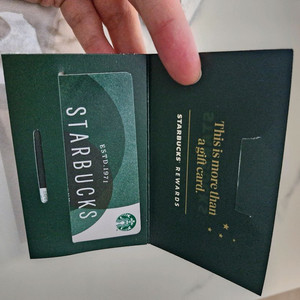 ESTD.1971
STARBUCKS
This is more than
a gift card.
STARBUCKS® REWARDS